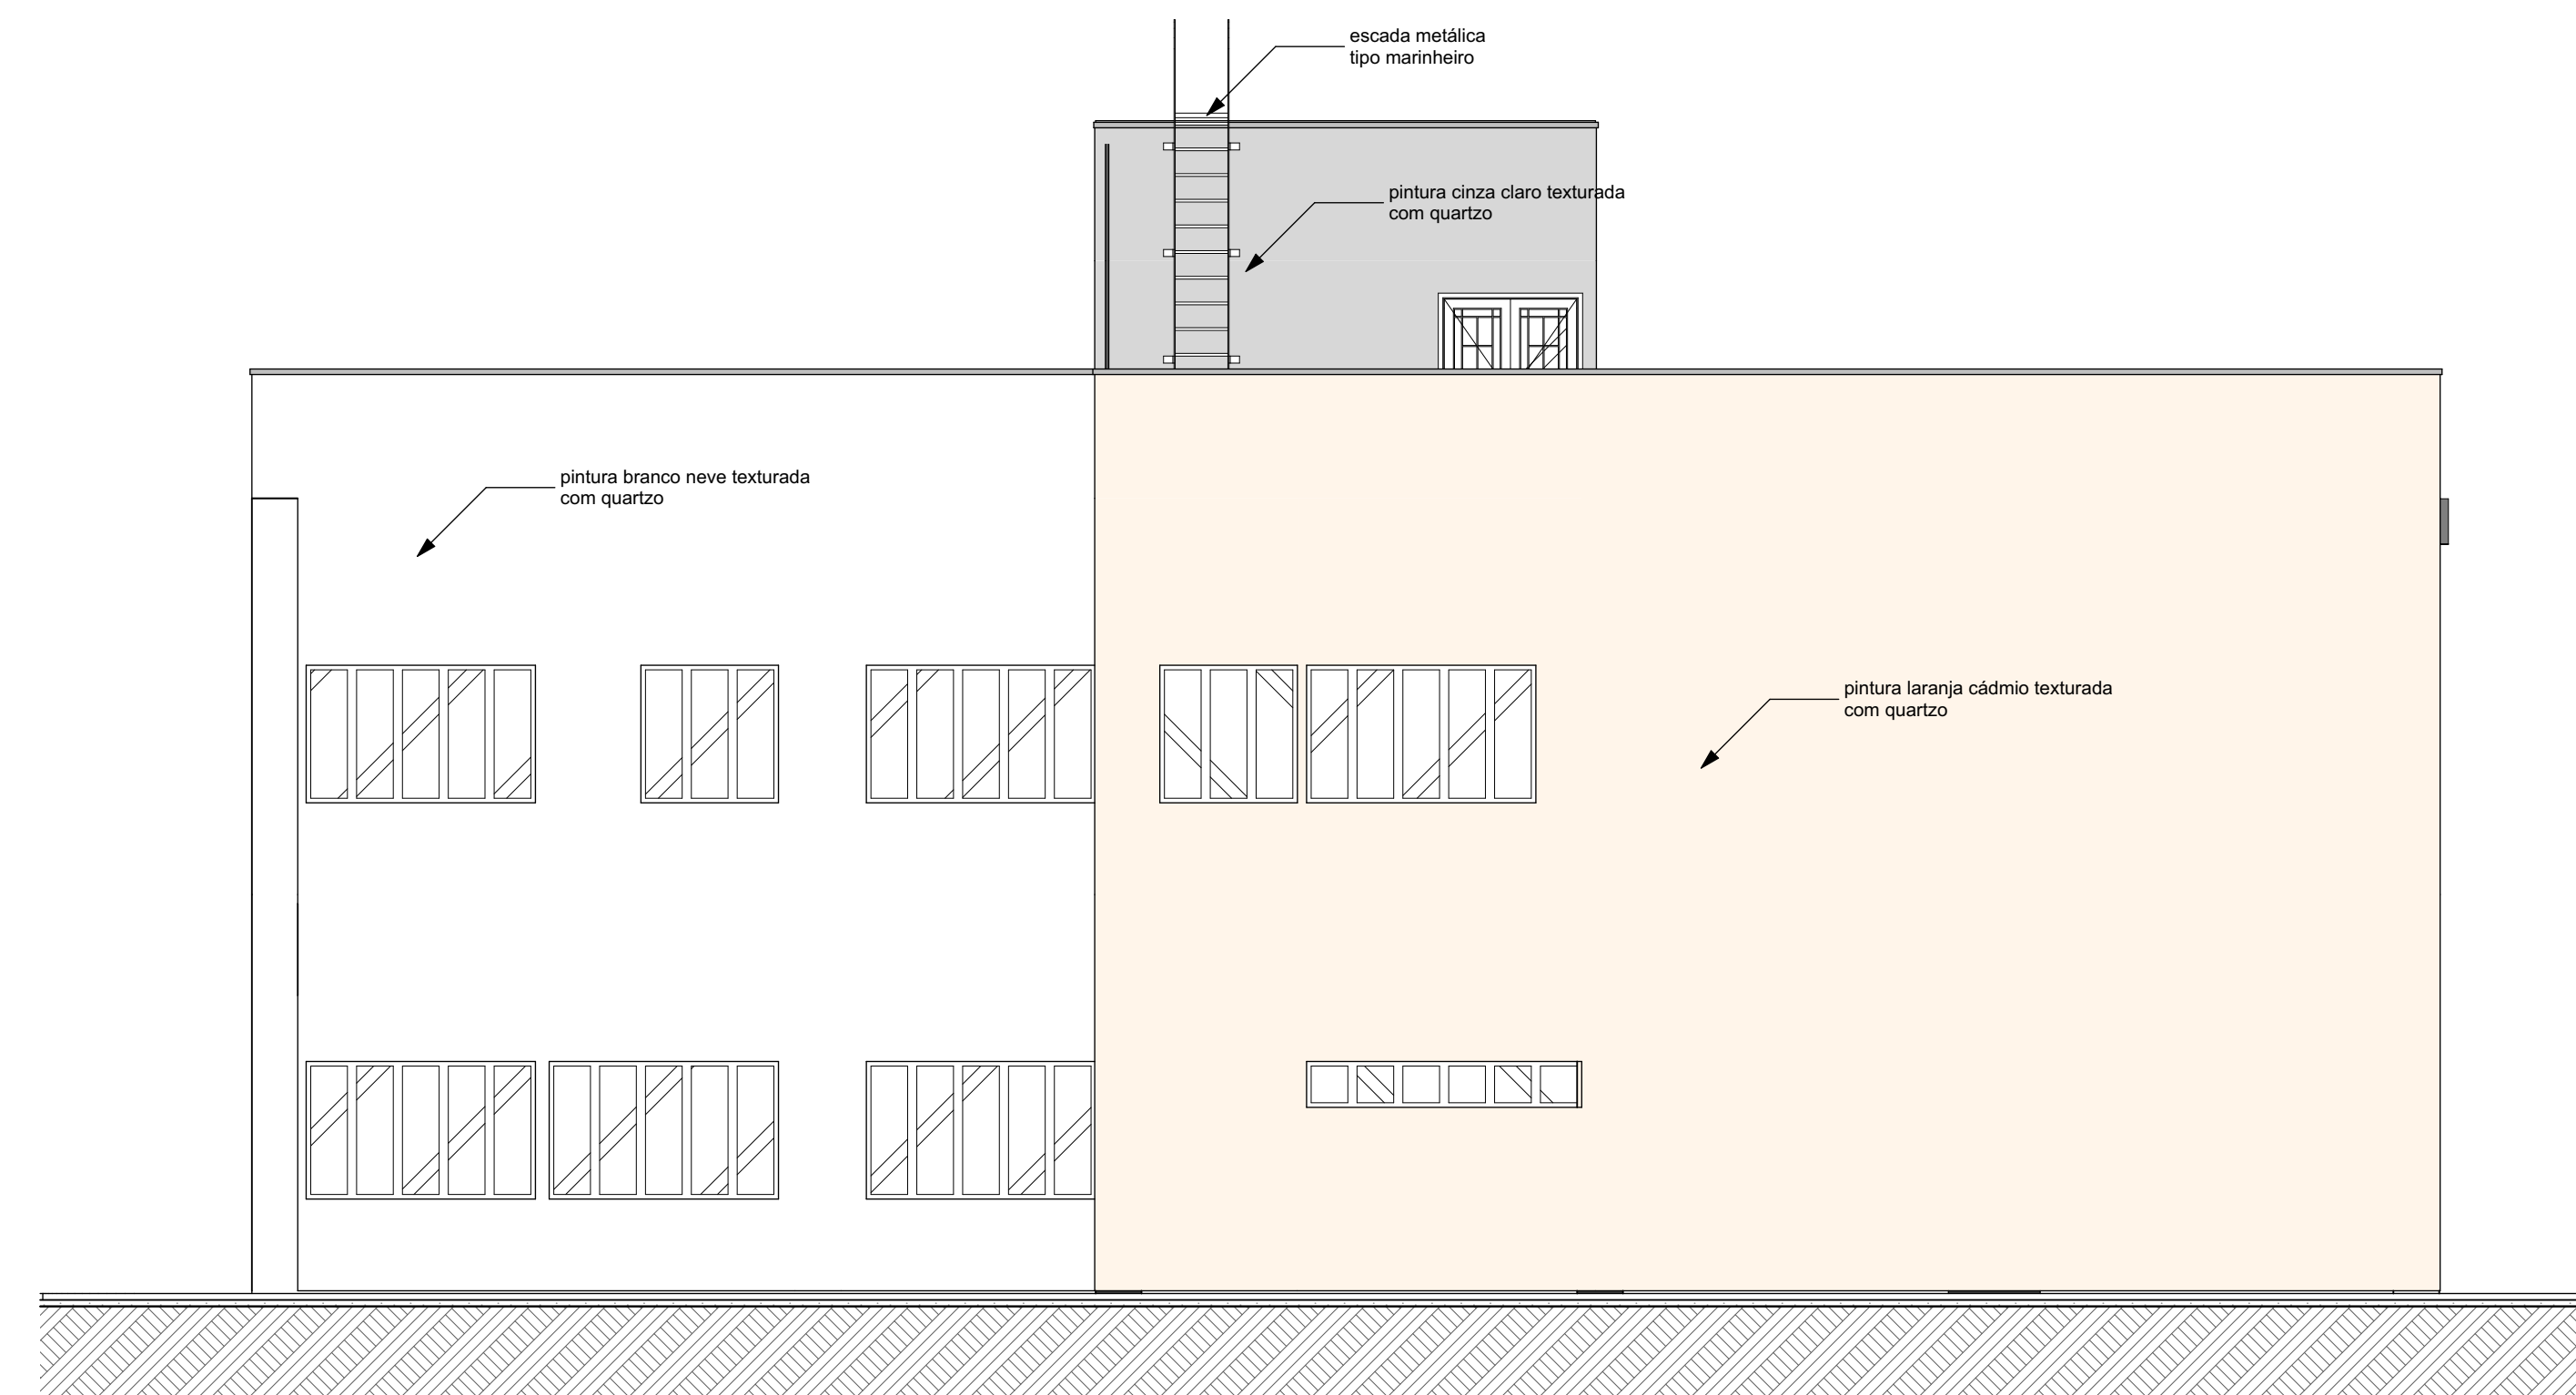 escada metálica
tipo marinheiro
pintura cinza claro texturada
com quartzo
pintura branco neve texturada
com quartzo
pintura laranja cádmio texturada
com quartzo